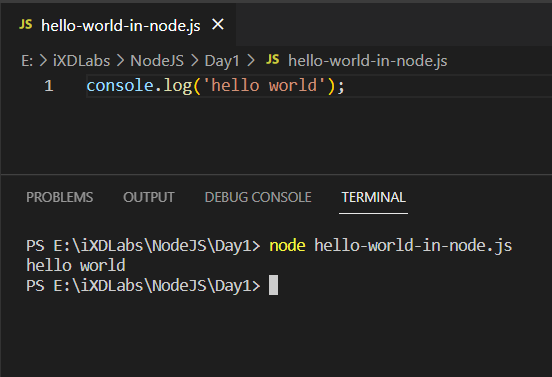 JS hello-world-in-node.js ×
E: > iXDLabs > NodeJS > Day1 > JS hello-world-in-node.js
1 console.log('hello world');
PROBLEMS OUTPUT DEBUG CONSOLE TERMINAL
PS E:\iXDLabs\NodeJS\Day1> node hello-world-in-node.js
hello world
PS E:\iXDLabs\NodeJS\Day1>